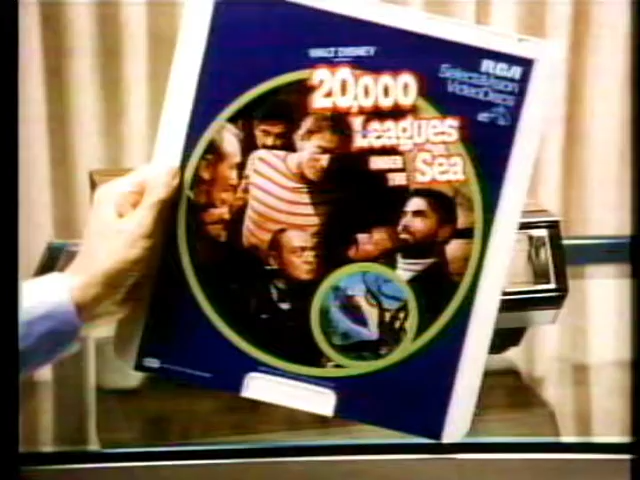 WALT DISNEY
RCA
SelectaVision
VideoDiscs
20,000
Leagues
UNDER
THE
Sea